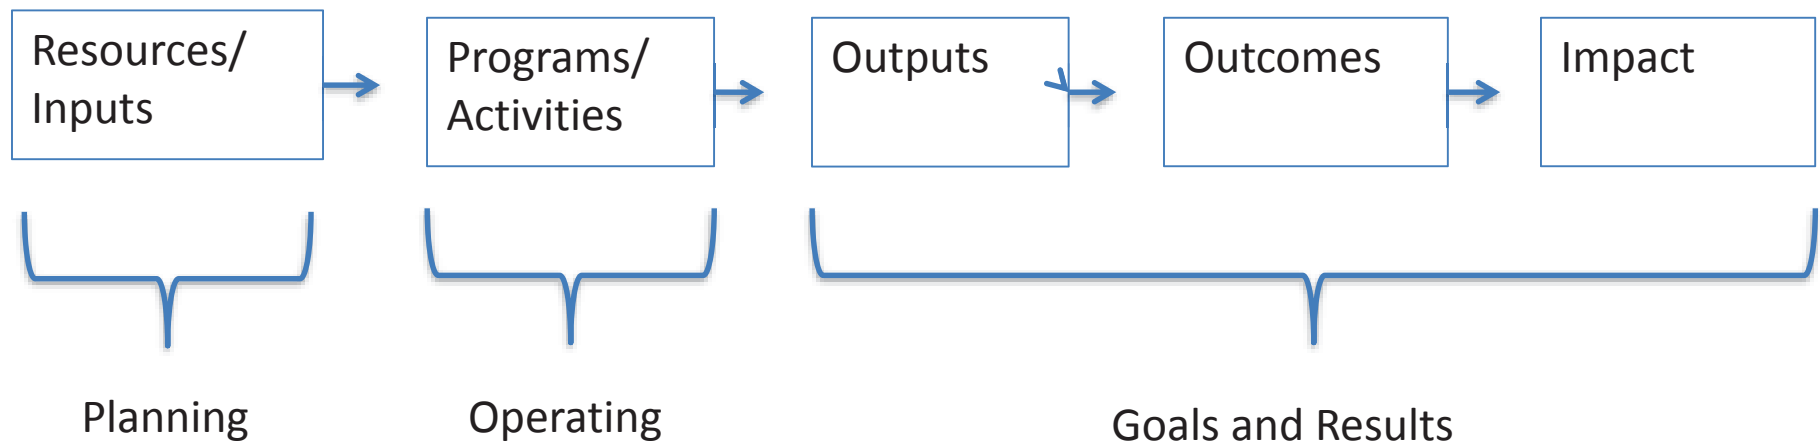 Resources/
Inputs
Programs/
Activities
Outputs
Outcomes
Impact
Planning
Operating
Goals and Results